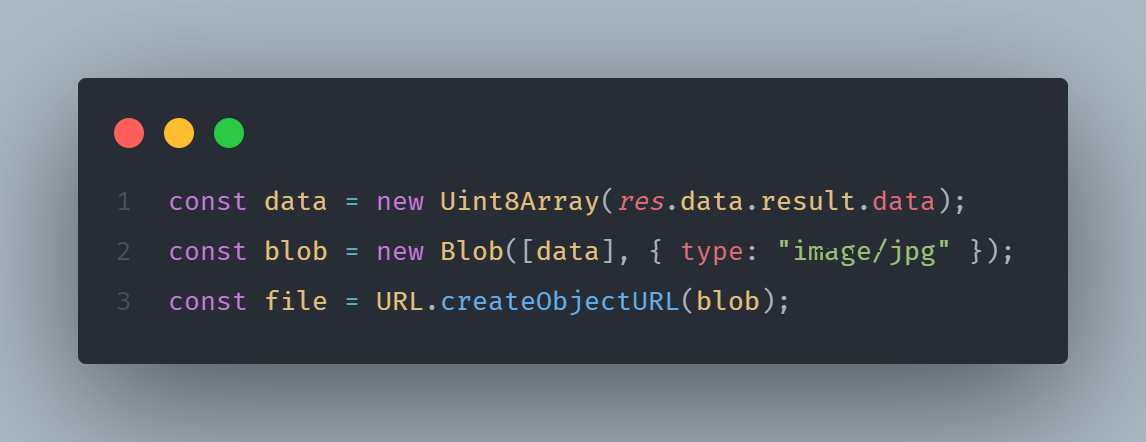 1 const data = new Uint8Array(res.data.result.data);
2 const blob = new Blob([data], { type: "image/jpg" });
3 const file = URL.createObjectURL(blob);